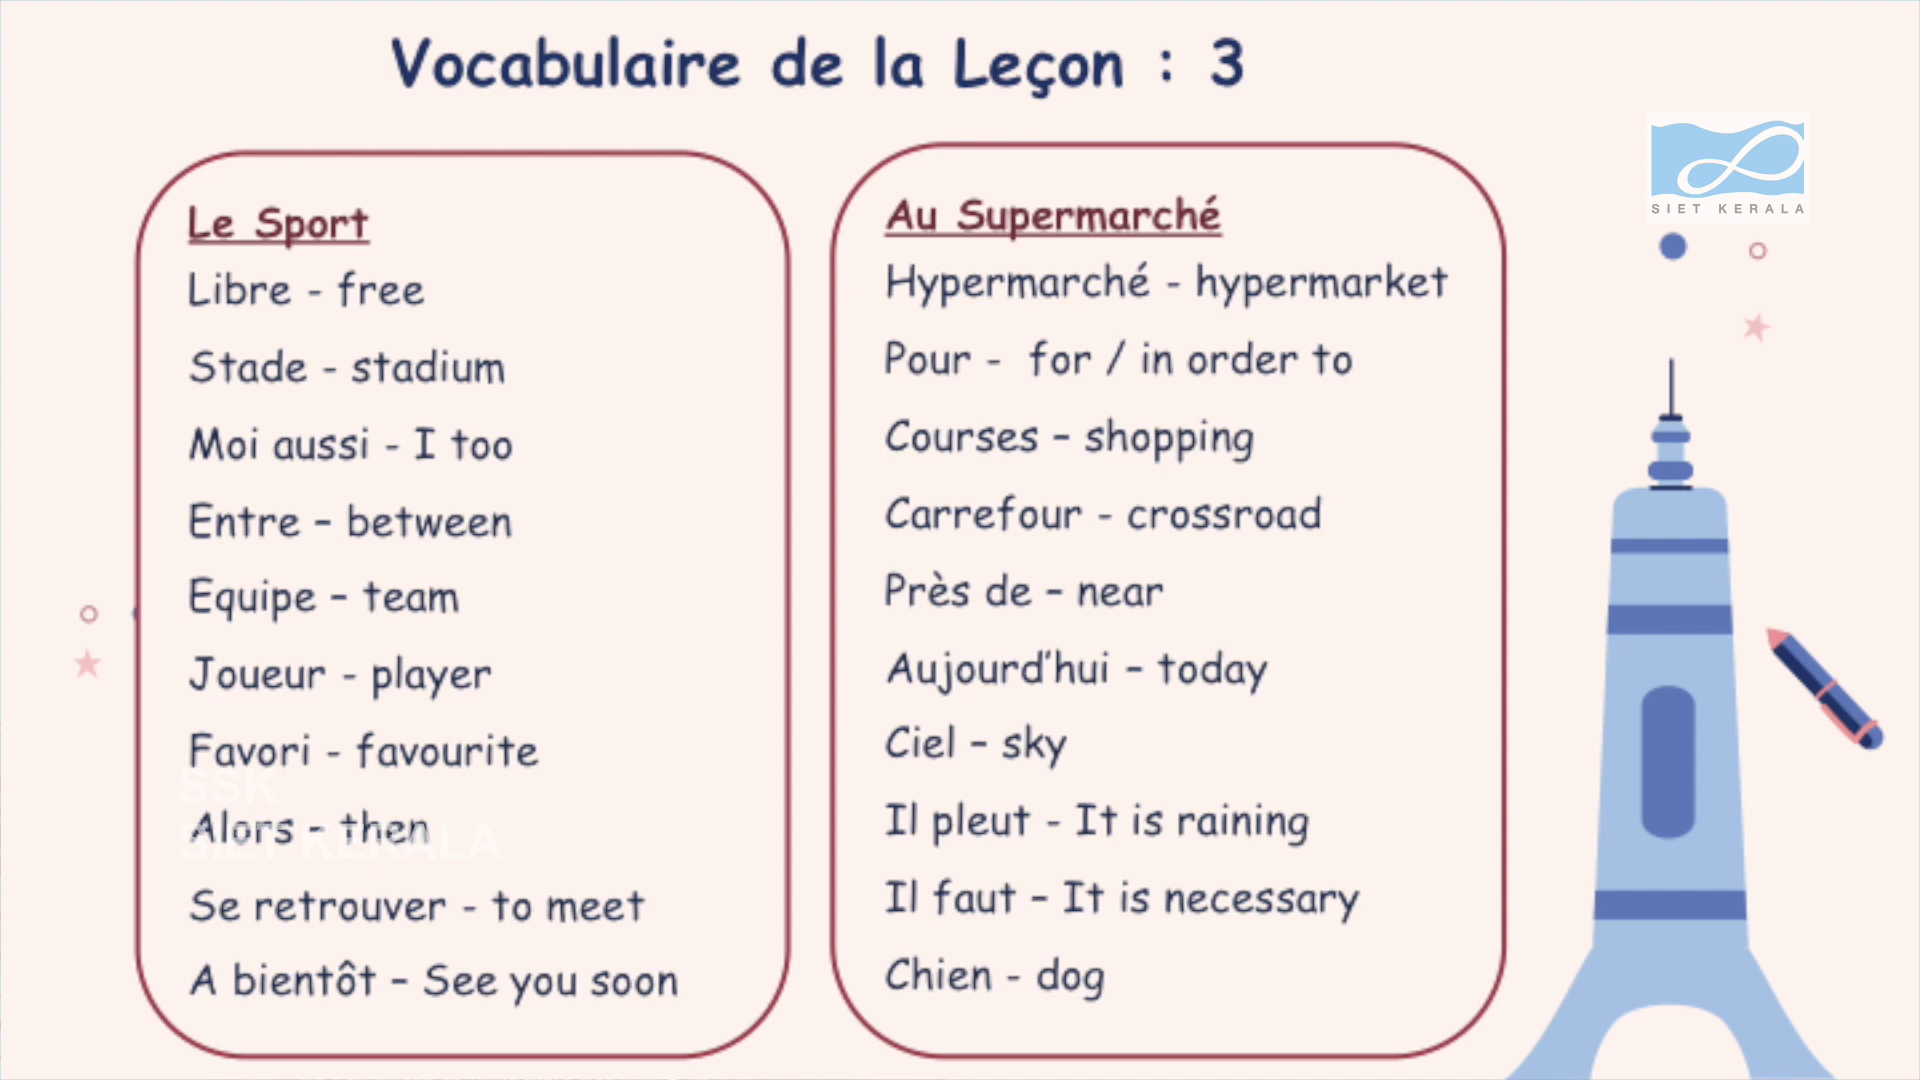 Vocabulaire de la Leçon : 3
Le Sport
Libre - free
Stade - stadium
Moi aussi - I too
Entre – between
Equipe – team
Joueur - player
Favori - favourite
Alors – then
Se retrouver - to meet
A bientôt – See you soon
Au Supermarché
Hypermarché - hypermarket
Pour - for / in order to
Courses – shopping
Carrefour - crossroad
Près de – near
Aujourd'hui – today
Ciel – sky
Il pleut - It is raining
Il faut – It is necessary
Chien - dog
SIET KERALA
SSK
SIET KERALA